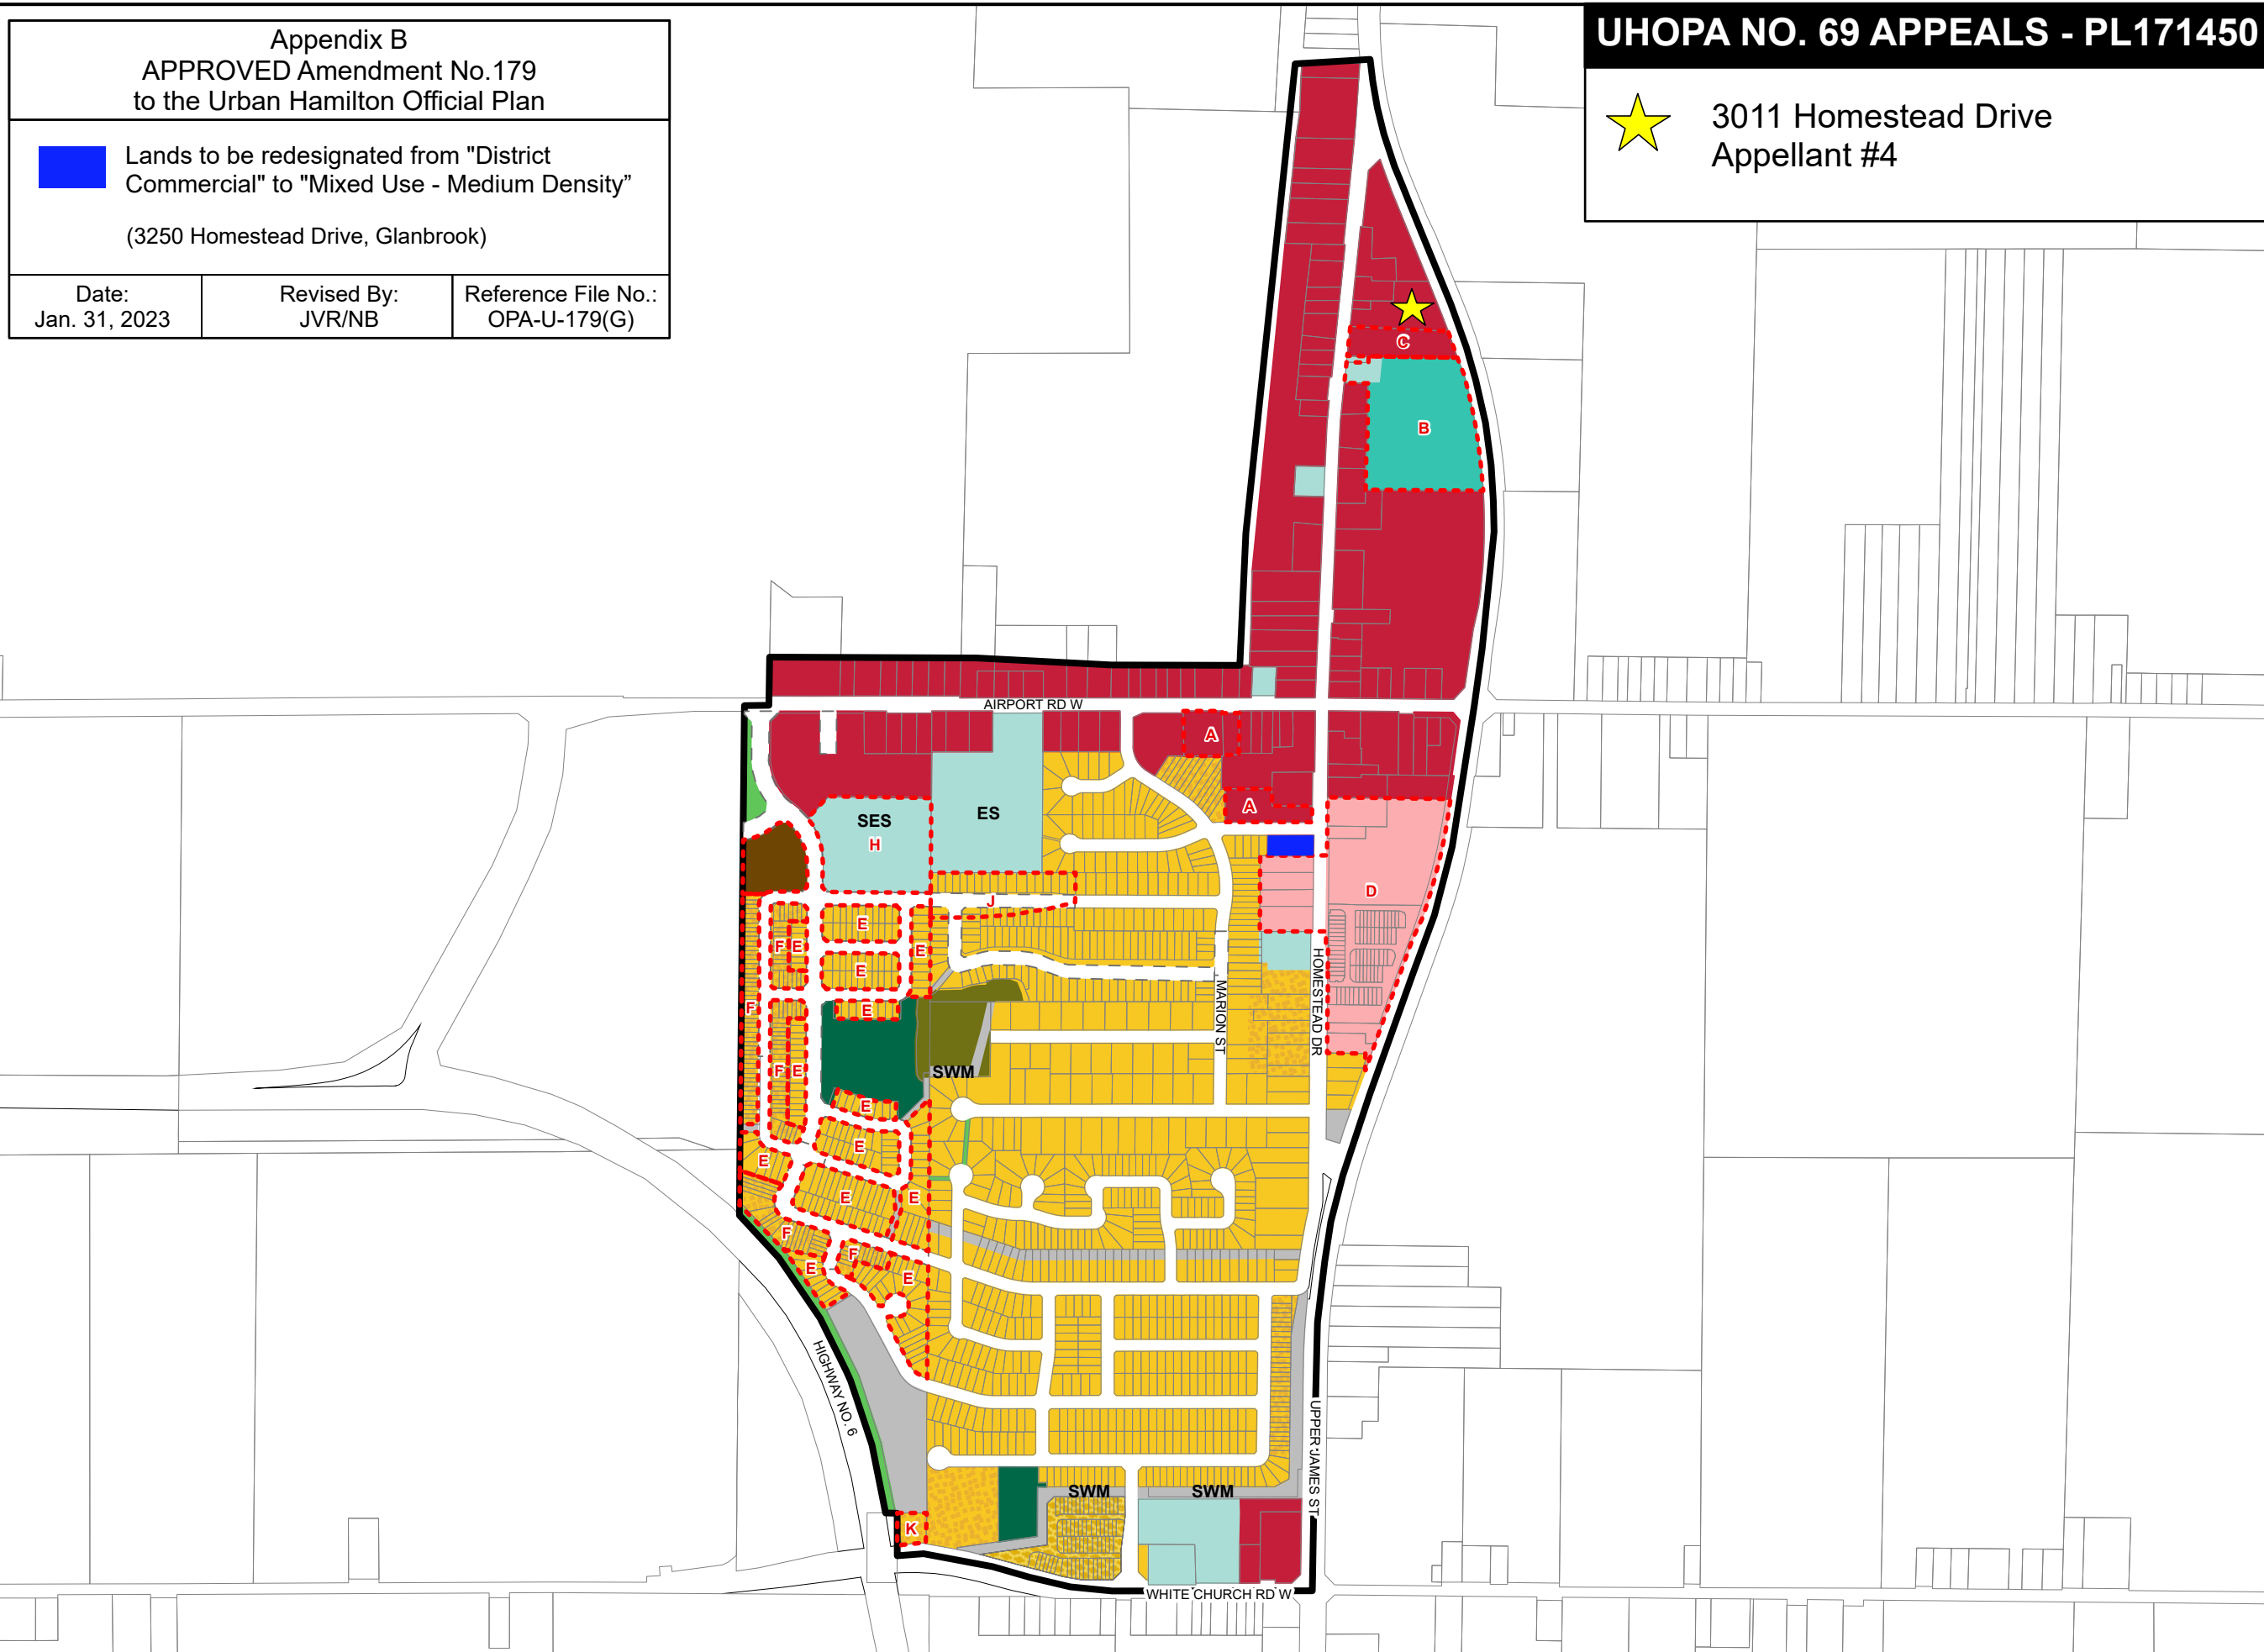 Appendix B
APPROVED Amendment No.179
to the Urban Hamilton Official Plan
Lands to be redesignated from "District
Commercial" to "Mixed Use - Medium Density”
(3250 Homestead Drive, Glanbrook)
Date:
Jan. 31, 2023
Revised By:
JVR/NB
Reference File No.:
OPA-U-179(G)
UHOPA NO. 69 APPEALS - PL171450
3011 Homestead Drive
Appellant #4
C
B
AIRPORT RD W
A
A
SES
H
ES
D
J
E
F
E
E
E
HOMESTEAD DR
MARION ST
F
E
F
E
SWM
E
E
E
E
E
F
F
E
E
HIGHWAY NO. 6
UPPER JAMES ST
SWM
SWM
K
WHITE CHURCH RD W